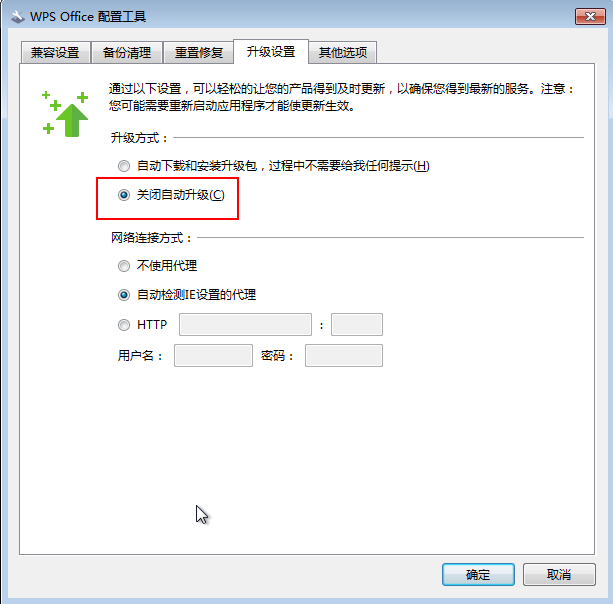 WPS Office 配置工具
兼容设置 备份清理 重置修复 升级设置 其他选项
通过以下设置，可以轻松的让您的产品得到及时更新，以确保您得到最新的服务。注意：
您可能需要重新启动应用程序才能使更新生效。
升级方式：
自动下载和安装升级包，过程中不需要给我任何提示(H)
关闭自动升级(C)
网络连接方式：
不使用代理
自动检测IE设置的代理
HTTP :
用户名： 密码：
确定 取消